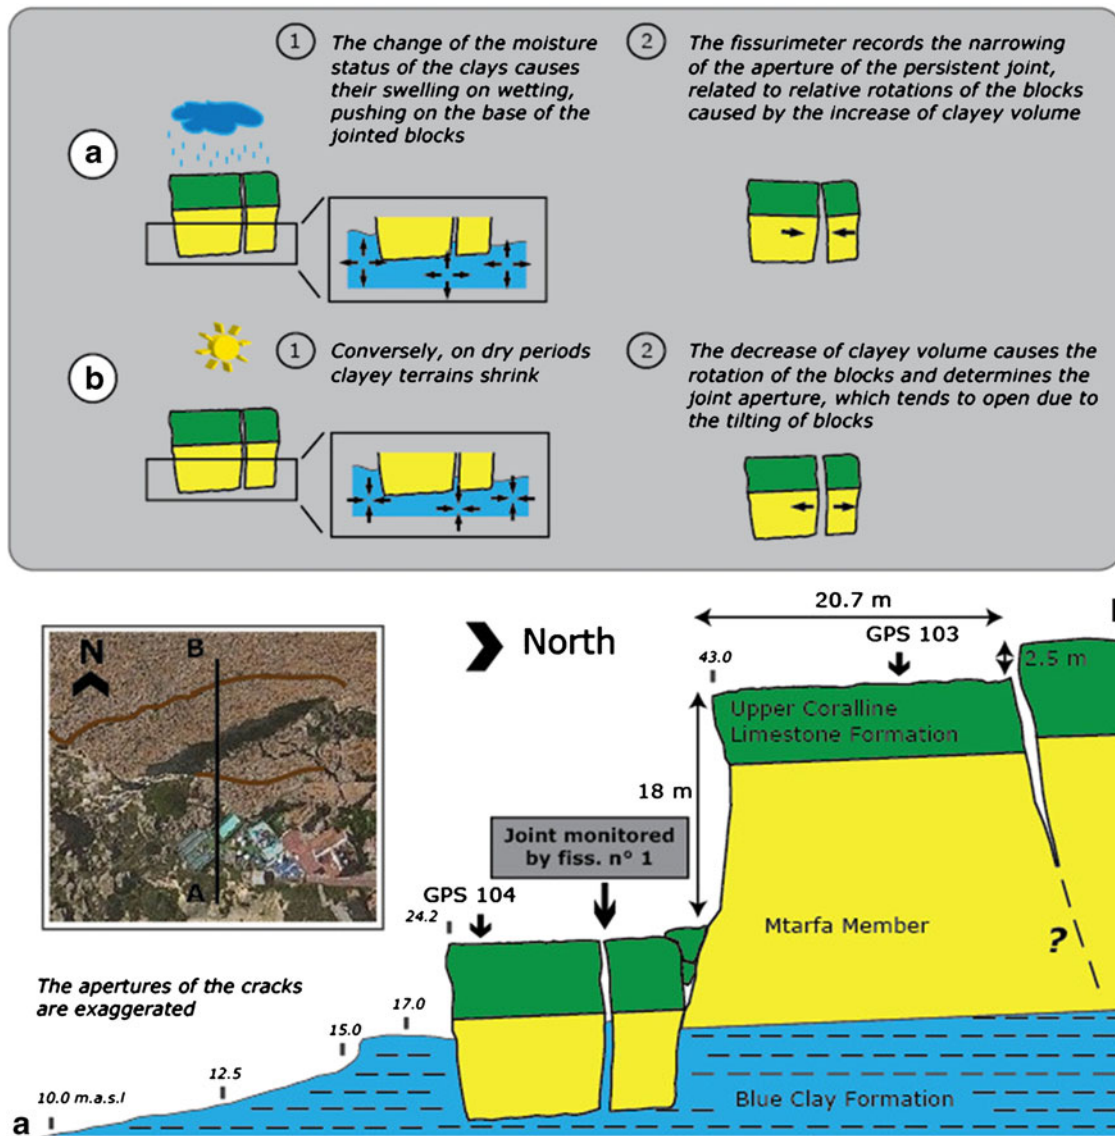 1
The change of the moisture
status of the clays causes
their swelling on wetting,
pushing on the base of the
jointed blocks
2
The fissurimeter records the narrowing
of the aperture of the persistent joint,
related to relative rotations of the blocks
caused by the increase of clayey volume
a
b
1
Conversely, on dry periods
clayey terrains shrink
2
The decrease of clayey volume causes the
rotation of the blocks and determines the
joint aperture, which tends to open due to
the tilting of blocks
N
B
A
North
20.7 m
GPS 103
43.0
2.5 m
Upper Coralline
Limestone Formation
18 m
Joint monitored
by fiss. n° 1
GPS 104
24.2
Mtarfa Member
?
The apertures of the cracks
are exaggerated
17.0
15.0
12.5
10.0 m.a.s.l
Blue Clay Formation
a